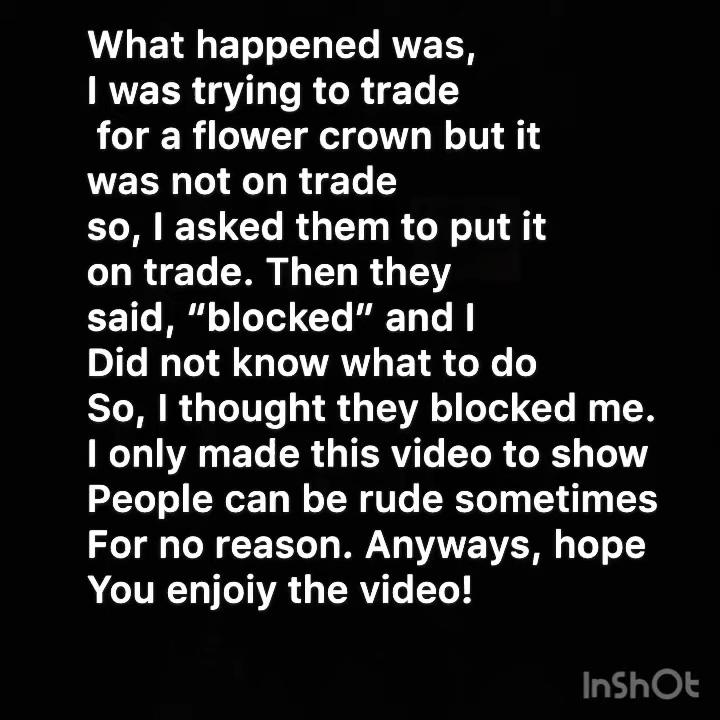 What happened was,
I was trying to trade
for a flower crown but it
was not on trade
so, I asked them to put it
on trade. Then they
said, “blocked” and I
Did not know what to do
So, I thought they blocked me.
I only made this video to show
People can be rude sometimes
For no reason. Anyways, hope
You enjoiy the video!
InShOt